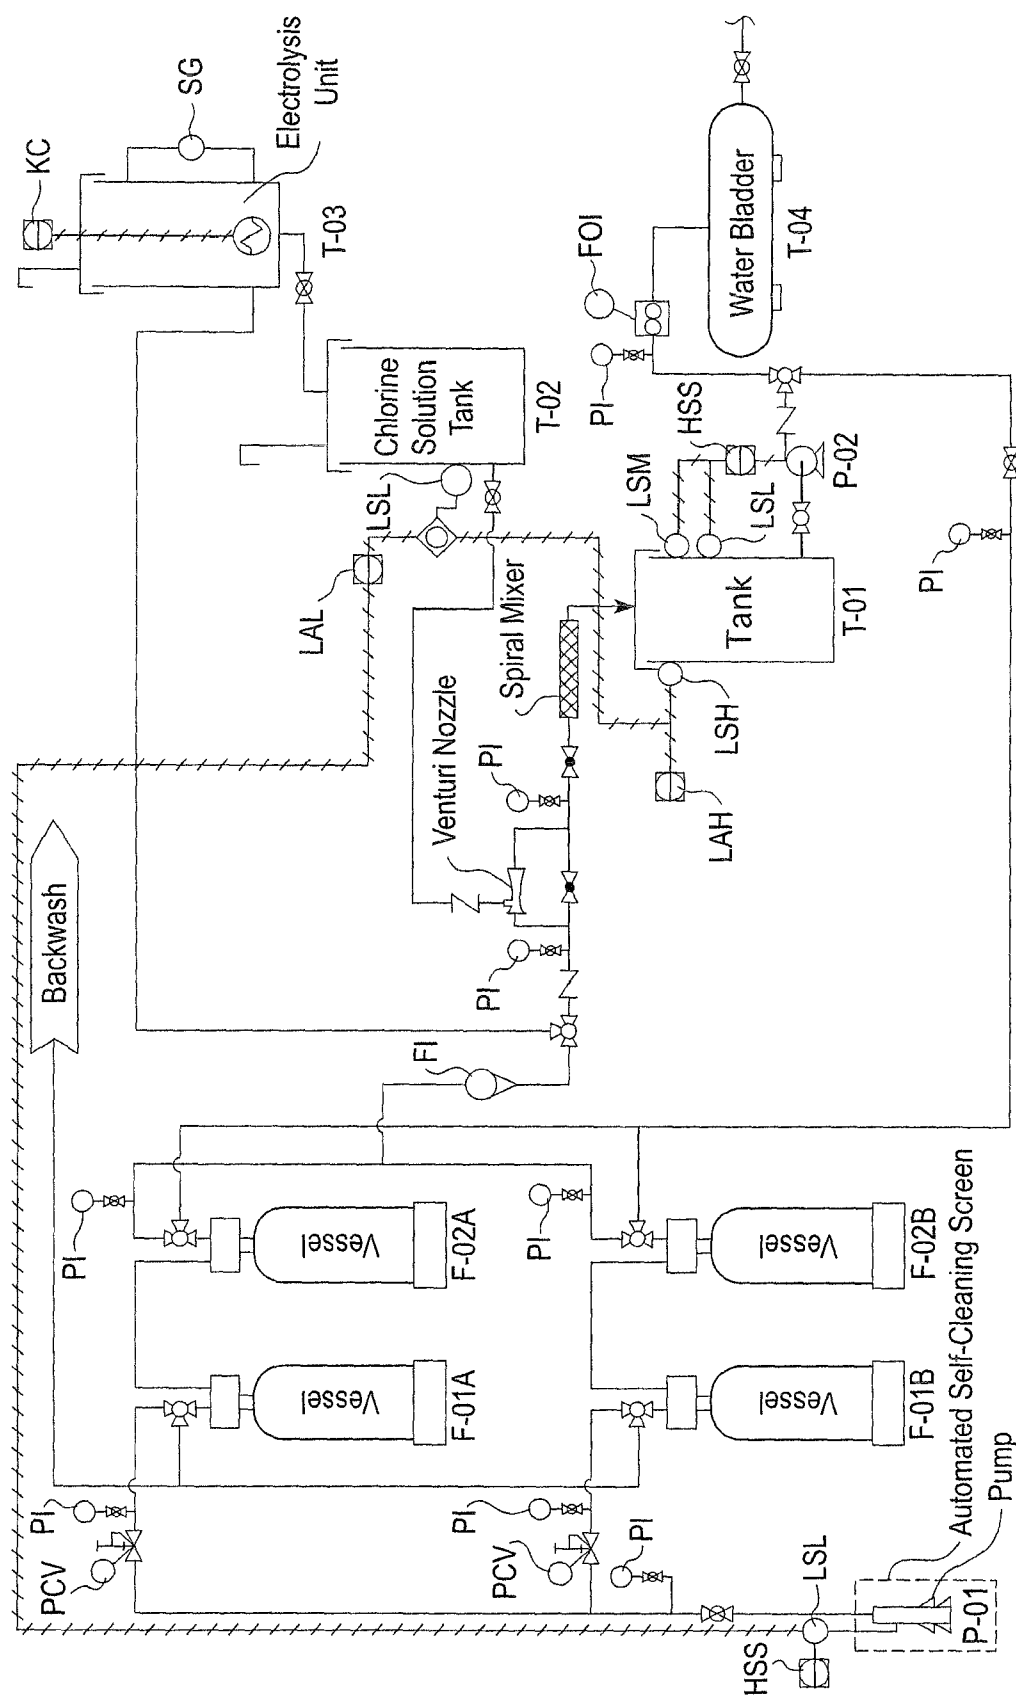 KC
SG
Electrolysis
Unit
T-03
Chlorine
Solution
Tank
T-02
LSL
LAL
FOI
PI
Water Bladder
T-04
HSS
LSM
LSL
P-02
Tank
T-01
PI
Spiral Mixer
LSH
LAH
PI
Venturi Nozzle
PI
Backwash
FI
PI
Vessel
F-02A
PI
Vessel
F-02B
Vessel
F-01A
Vessel
F-01B
PI
PCV
PI
PCV
PI
Automated Self-Cleaning Screen
Pump
LSL
P-01
HSS